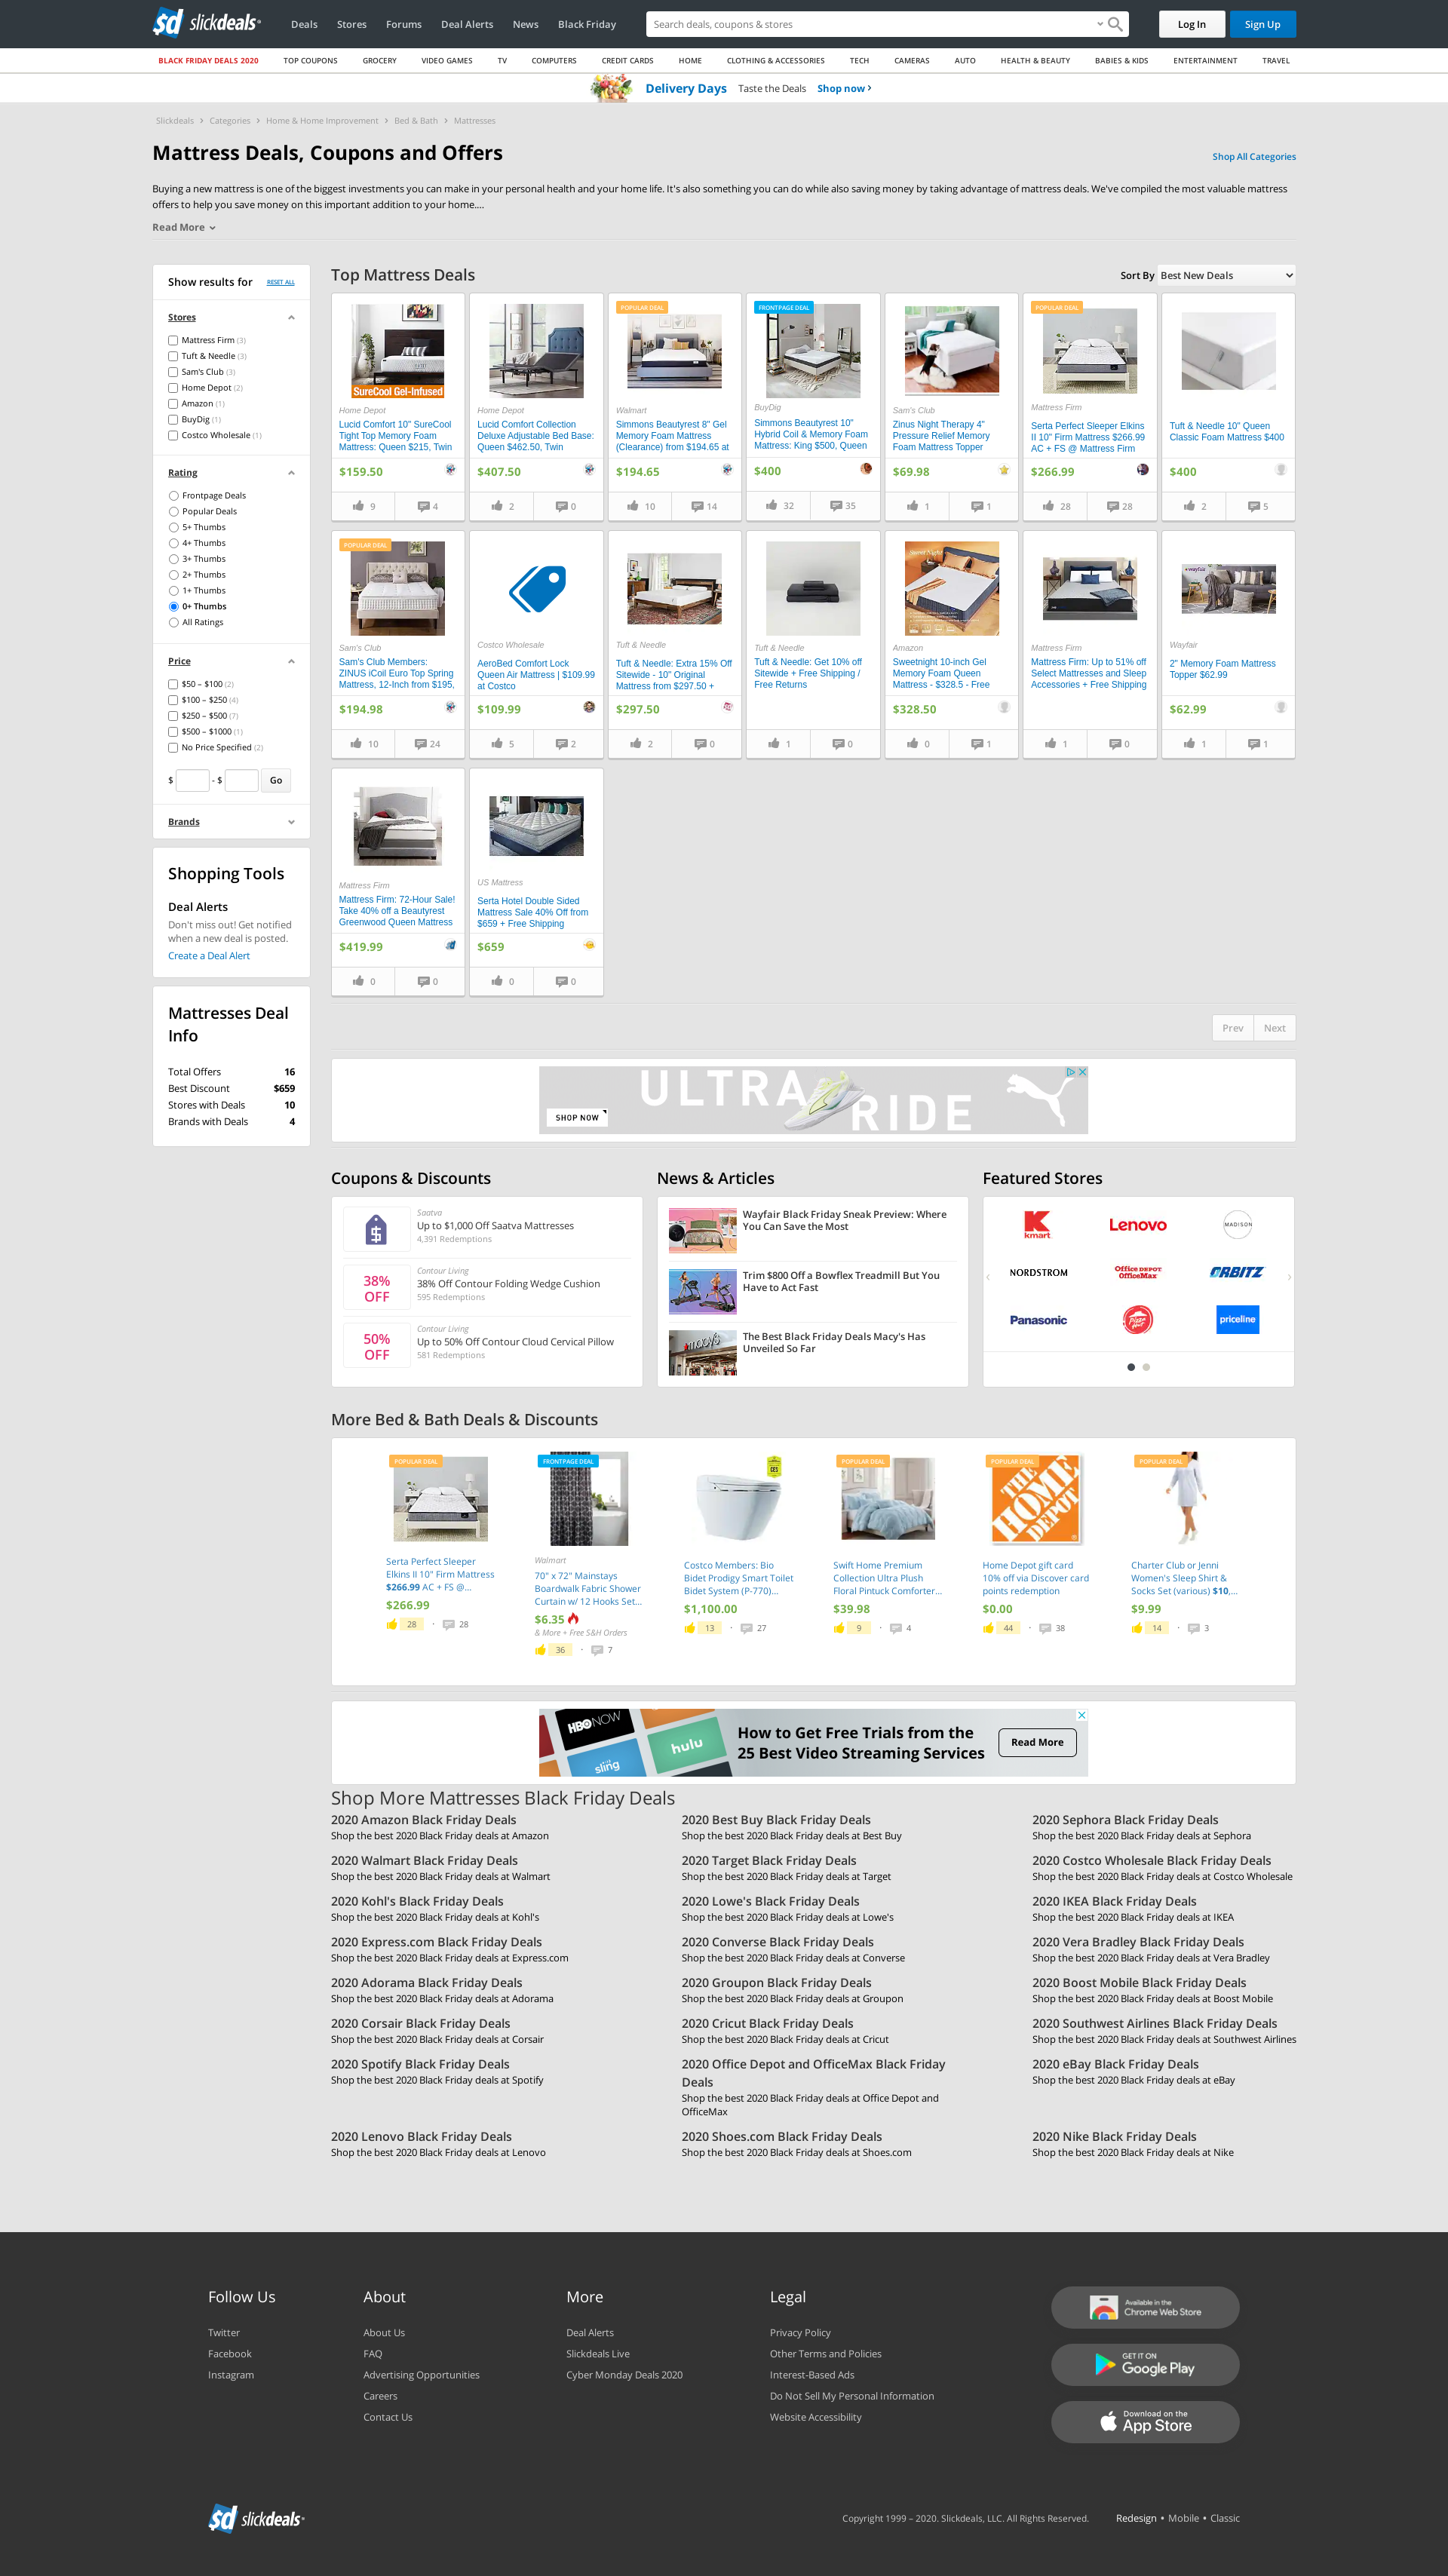 sd slickdeals
Deals Stores Forums Deal Alerts News Black Friday
Search deals, coupons & stores
Log In Sign Up
BLACK FRIDAY DEALS 2020 TOP COUPONS GROCERY VIDEO GAMES TV COMPUTERS CREDIT CARDS HOME CLOTHING & ACCESSORIES TECH CAMERAS AUTO HEALTH & BEAUTY BABIES & KIDS ENTERTAINMENT TRAVEL
Delivery Days Taste the Deals Shop now ›
Slickdeals › Categories › Home & Home Improvement › Bed & Bath › Mattresses
Mattress Deals, Coupons and Offers
Shop All Categories
Buying a new mattress is one of the biggest investments you can make in your personal health and your home life. It's also something you can do while also saving money by taking advantage of mattress deals. We've compiled the most valuable mattress
offers to help you save money on this important addition to your home....
Read More
Show results for RESET ALL
Stores
Mattress Firm (3)
Tuft & Needle (3)
Sam's Club (3)
Home Depot (2)
Amazon (1)
BuyDig (1)
Costco Wholesale (1)
Rating
Frontpage Deals
Popular Deals
5+ Thumbs
4+ Thumbs
3+ Thumbs
2+ Thumbs
1+ Thumbs
0+ Thumbs
All Ratings
Price
$50 – $100 (2)
$100 – $250 (4)
$250 – $500 (7)
$500 – $1000 (1)
No Price Specified (2)
$ - $ Go
Brands
Shopping Tools
Deal Alerts
Don't miss out! Get notified
when a new deal is posted.
Create a Deal Alert
Mattresses Deal
Info
Total Offers 16
Best Discount $659
Stores with Deals 10
Brands with Deals 4
Top Mattress Deals
Sort By Best New Deals
SureCool Gel-Infused
Home Depot
Lucid Comfort 10" SureCool
Tight Top Memory Foam
Mattress: Queen $215, Twin
$159.50
9 4
Home Depot
Lucid Comfort Collection
Deluxe Adjustable Bed Base:
Queen $462.50, Twin
$407.50
2 0
POPULAR DEAL
Walmart
Simmons Beautyrest 8" Gel
Memory Foam Mattress
(Clearance) from $194.65 at
$194.65
10 14
FRONTPAGE DEAL
BuyDig
Simmons Beautyrest 10"
Hybrid Coil & Memory Foam
Mattress: King $500, Queen
$400
32 35
Sam's Club
Zinus Night Therapy 4"
Pressure Relief Memory
Foam Mattress Topper
$69.98
1 1
POPULAR DEAL
Mattress Firm
Serta Perfect Sleeper Elkins
II 10" Firm Mattress $266.99
AC + FS @ Mattress Firm
$266.99
28 28
Tuft & Needle 10" Queen
Classic Foam Mattress $400
$400
2 5
POPULAR DEAL
Sam's Club
Sam's Club Members:
ZINUS iCoil Euro Top Spring
Mattress, 12-Inch from $195,
$194.98
10 24
Costco Wholesale
AeroBed Comfort Lock
Queen Air Mattress | $109.99
at Costco
$109.99
5 2
Tuft & Needle
Tuft & Needle: Extra 15% Off
Sitewide - 10" Original
Mattress from $297.50 +
$297.50
2 0
Tuft & Needle
Tuft & Needle: Get 10% off
Sitewide + Free Shipping /
Free Returns
1 0
Amazon
Sweetnight 10-inch Gel
Memory Foam Queen
Mattress - $328.5 - Free
$328.50
0 1
Mattress Firm
Mattress Firm: Up to 51% off
Select Mattresses and Sleep
Accessories + Free Shipping
1 0
wayfair
Wayfair
2" Memory Foam Mattress
Topper $62.99
$62.99
1 1
Mattress Firm
Mattress Firm: 72-Hour Sale!
Take 40% off a Beautyrest
Greenwood Queen Mattress
$419.99
0 0
US Mattress
Serta Hotel Double Sided
Mattress Sale 40% Off from
$659 + Free Shipping
$659
0 0
Prev Next
ULTRA
RIDE
SHOP NOW
Coupons & Discounts
Saatva
Up to $1,000 Off Saatva Mattresses
4,391 Redemptions
38%
OFF
Contour Living
38% Off Contour Folding Wedge Cushion
595 Redemptions
50%
OFF
Contour Living
Up to 50% Off Contour Cloud Cervical Pillow
581 Redemptions
News & Articles
Wayfair Black Friday Sneak Preview: Where
You Can Save the Most
Trim $800 Off a Bowflex Treadmill But You
Have to Act Fast
macy's
The Best Black Friday Deals Macy's Has
Unveiled So Far
Featured Stores
kmart Lenovo MADISON
NORDSTROM Office DEPOT OfficeMax ORBITZ
Panasonic Pizza Hut priceline
More Bed & Bath Deals & Discounts
POPULAR DEAL
Serta Perfect Sleeper
Elkins II 10" Firm Mattress
$266.99 AC + FS @...
$266.99
28 · 28
FRONTPAGE DEAL
Walmart
70" x 72" Mainstays
Boardwalk Fabric Shower
Curtain w/ 12 Hooks Set...
$6.35
& More + Free S&H Orders
36 · 7
CES
Costco Members: Bio
Bidet Prodigy Smart Toilet
Bidet System (P-770)...
$1,100.00
13 · 27
POPULAR DEAL
Swift Home Premium
Collection Ultra Plush
Floral Pintuck Comforter...
$39.98
9 · 4
POPULAR DEAL
THE HOME DEPOT
Home Depot gift card
10% off via Discover card
points redemption
$0.00
44 · 38
POPULAR DEAL
Charter Club or Jenni
Women's Sleep Shirt &
Socks Set (various) $10,...
$9.99
14 · 3
HBO NOW
hulu
sling
How to Get Free Trials from the
25 Best Video Streaming Services
Read More
Shop More Mattresses Black Friday Deals
2020 Amazon Black Friday Deals 2020 Best Buy Black Friday Deals 2020 Sephora Black Friday Deals
Shop the best 2020 Black Friday deals at Amazon Shop the best 2020 Black Friday deals at Best Buy Shop the best 2020 Black Friday deals at Sephora
2020 Walmart Black Friday Deals 2020 Target Black Friday Deals 2020 Costco Wholesale Black Friday Deals
Shop the best 2020 Black Friday deals at Walmart Shop the best 2020 Black Friday deals at Target Shop the best 2020 Black Friday deals at Costco Wholesale
2020 Kohl's Black Friday Deals 2020 Lowe's Black Friday Deals 2020 IKEA Black Friday Deals
Shop the best 2020 Black Friday deals at Kohl's Shop the best 2020 Black Friday deals at Lowe's Shop the best 2020 Black Friday deals at IKEA
2020 Express.com Black Friday Deals 2020 Converse Black Friday Deals 2020 Vera Bradley Black Friday Deals
Shop the best 2020 Black Friday deals at Express.com Shop the best 2020 Black Friday deals at Converse Shop the best 2020 Black Friday deals at Vera Bradley
2020 Adorama Black Friday Deals 2020 Groupon Black Friday Deals 2020 Boost Mobile Black Friday Deals
Shop the best 2020 Black Friday deals at Adorama Shop the best 2020 Black Friday deals at Groupon Shop the best 2020 Black Friday deals at Boost Mobile
2020 Corsair Black Friday Deals 2020 Cricut Black Friday Deals 2020 Southwest Airlines Black Friday Deals
Shop the best 2020 Black Friday deals at Corsair Shop the best 2020 Black Friday deals at Cricut Shop the best 2020 Black Friday deals at Southwest Airlines
2020 Spotify Black Friday Deals 2020 Office Depot and OfficeMax Black Friday Deals 2020 eBay Black Friday Deals
Shop the best 2020 Black Friday deals at Spotify Shop the best 2020 Black Friday deals at Office Depot and OfficeMax Shop the best 2020 Black Friday deals at eBay
2020 Lenovo Black Friday Deals 2020 Shoes.com Black Friday Deals 2020 Nike Black Friday Deals
Shop the best 2020 Black Friday deals at Lenovo Shop the best 2020 Black Friday deals at Shoes.com Shop the best 2020 Black Friday deals at Nike
Follow Us
Twitter
Facebook
Instagram
About
About Us
FAQ
Advertising Opportunities
Careers
Contact Us
More
Deal Alerts
Slickdeals Live
Cyber Monday Deals 2020
Legal
Privacy Policy
Other Terms and Policies
Interest-Based Ads
Do Not Sell My Personal Information
Website Accessibility
Available in the
Chrome Web Store
GET IT ON
Google Play
Download on the
App Store
sd slickdeals
Copyright 1999 – 2020. Slickdeals, LLC. All Rights Reserved. Redesign • Mobile • Classic